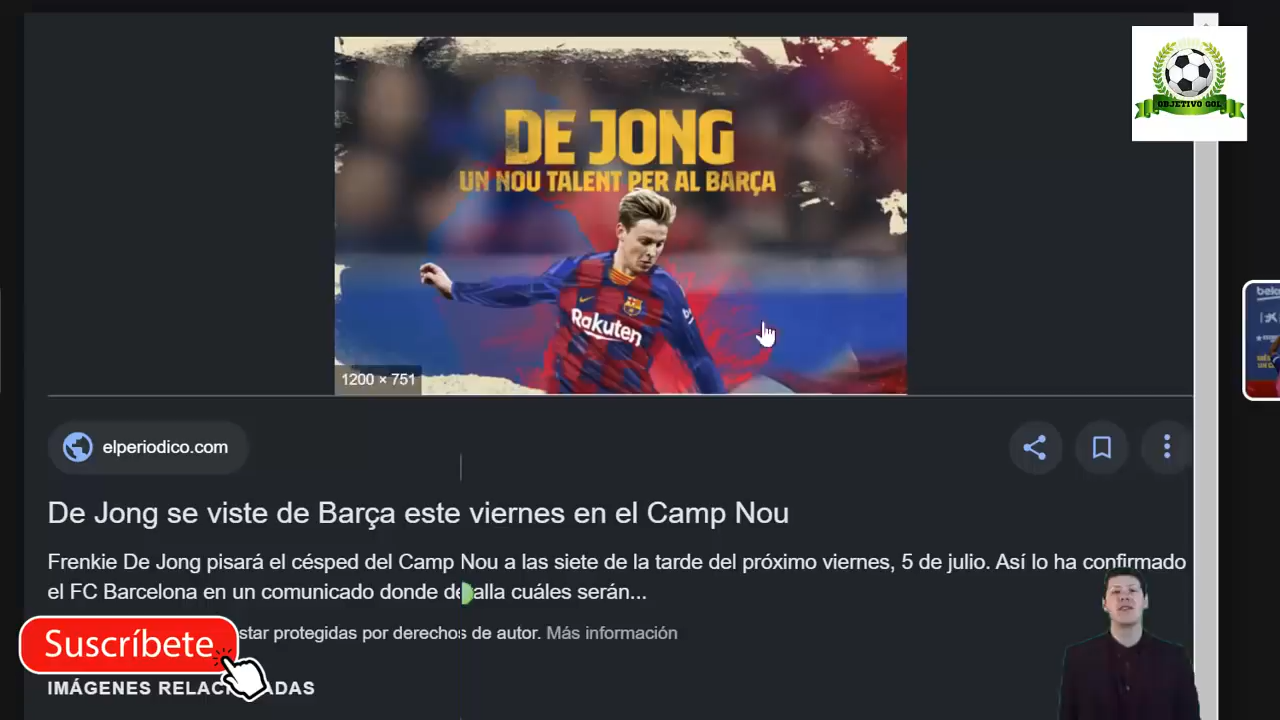 OBJETIVO GOL
DE JONG
UN NOU TALENT PER AL BARÇA
Rakuten
1200 × 751
elperiodico.com
De Jong se viste de Barça este viernes en el Camp Nou
Frenkie De Jong pisará el césped del Camp Nou a las siete de la tarde del próximo viernes, 5 de julio. Así lo ha confirmado
el FC Barcelona en un comunicado donde detalla cuáles serán...
Suscríbete
protegidas por derechos de autor. Más información
IMÁGENES